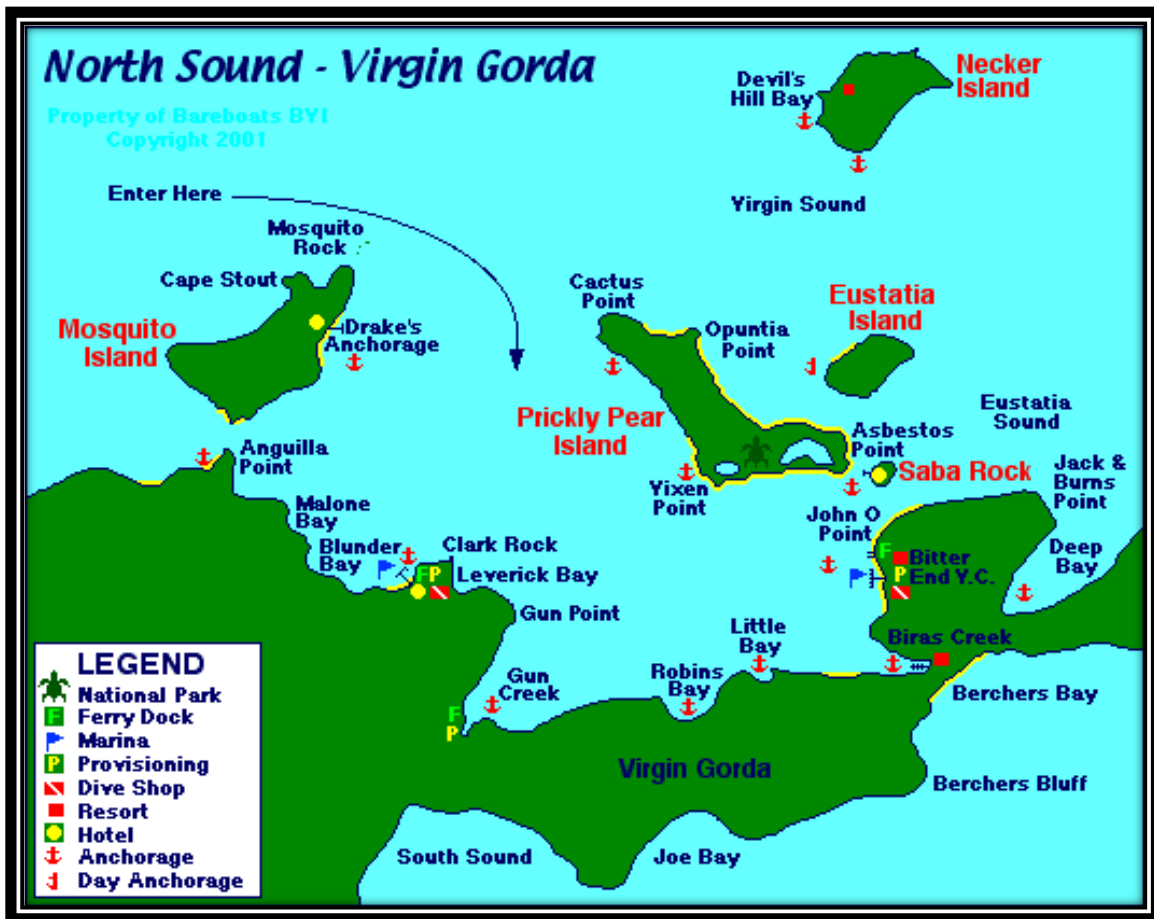 North Sound - Virgin Gorda
Property of Bareboats BVI
Copyright 2001
Necker
Island
Devil's
Hill Bay
Virgin Sound
Enter Here
Mosquito
Rock
Cape Stout
Mosquito
Island
Drake's
Anchorage
Cactus
Point
Opuntia
Point
Eustatia
Island
Prickly Pear
Island
Eustatia
Sound
Asbestos
Point
Saba Rock
Jack &
Burns
Point
Anguilla
Point
Yixen
Point
Malone
Bay
John O
Point
Blunder
Bay
Clark Rock
Leverick Bay
F P
F
Bitter
P
End Y.C.
Deep
Bay
Gun Point
Little
Bay
Biras Creek
Robins
Bay
Gun
Creek
Berchers Bay
F
P
Virgin Gorda
Berchers Bluff
South Sound
Joe Bay
LEGEND
National Park
F Ferry Dock
Marina
P Provisioning
Dive Shop
Resort
Hotel
Anchorage
Day Anchorage